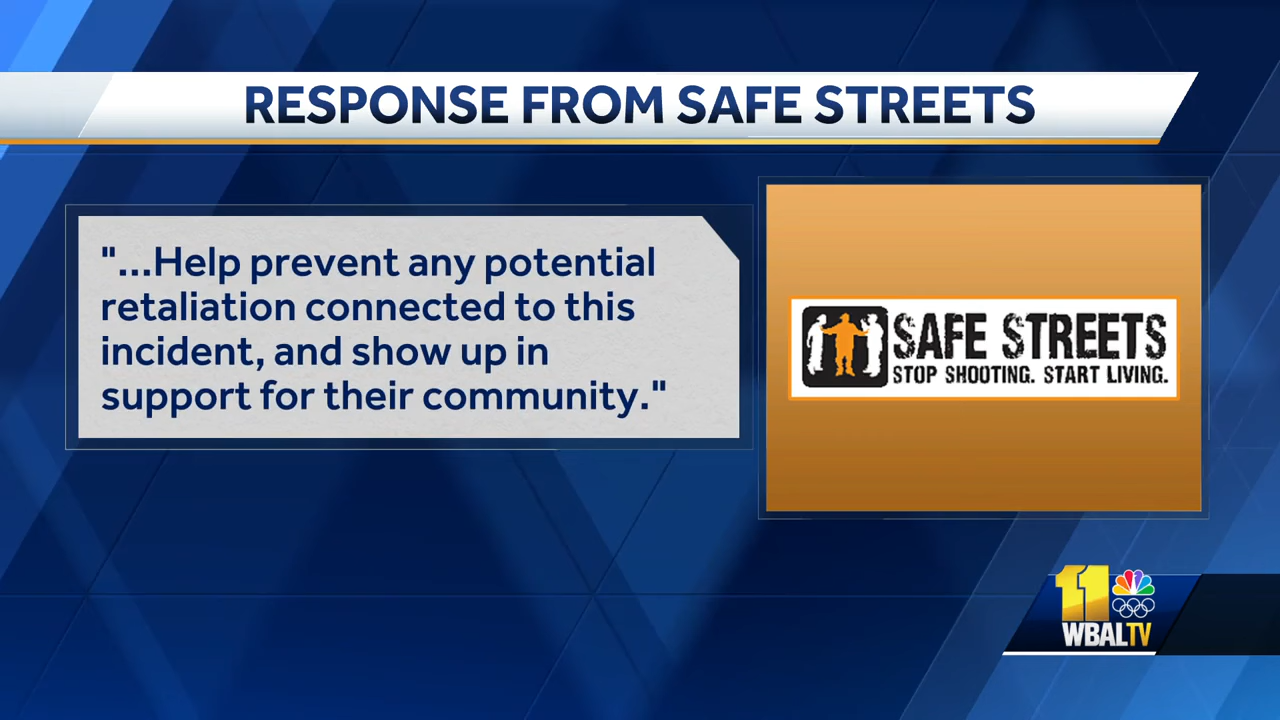 RESPONSE FROM SAFE STREETS
"...Help prevent any potential
retaliation connected to this
incident, and show up in
support for their community."
SAFE STREETS
STOP SHOOTING. START LIVING.
11
WBALTV